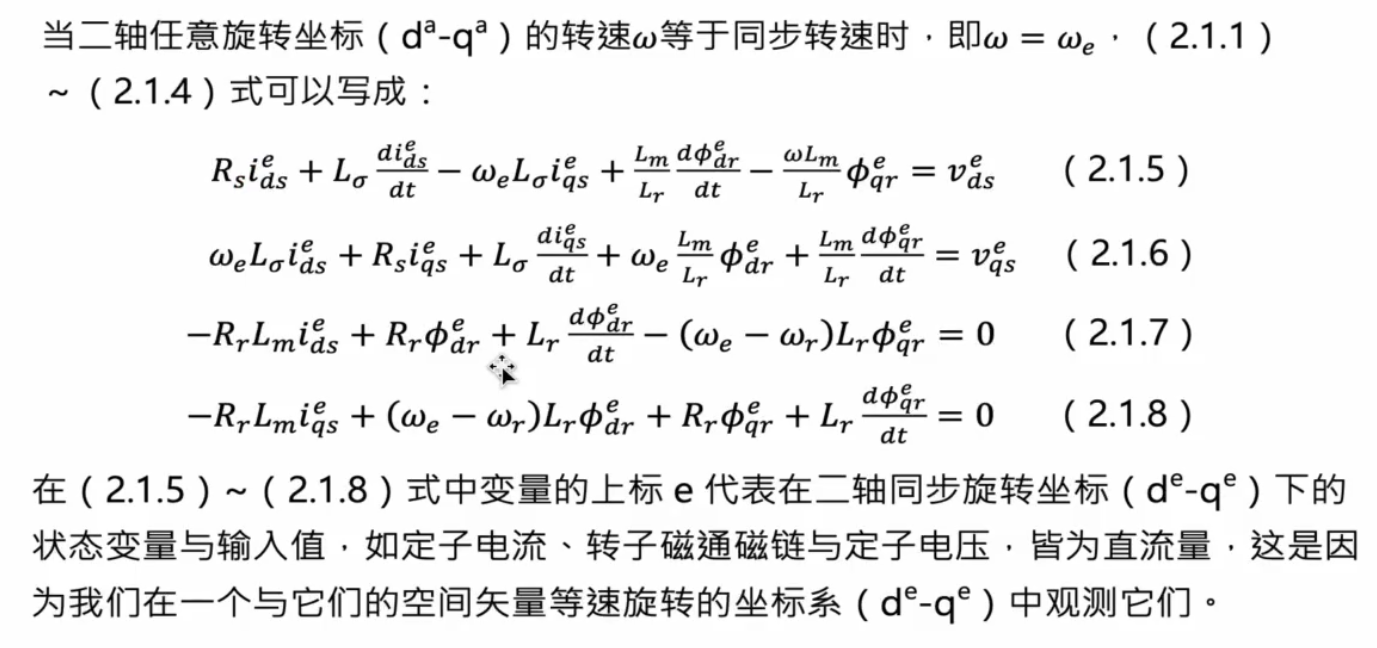 当二轴任意旋转坐标（dᵃ-qᵃ）的转速ω等于同步转速时，即ω = ωₑ，（2.1.1）
~（2.1.4）式可以写成：
$R_s i_{ds}^e + L_\sigma \frac{di_{ds}^e}{dt} - \omega_e L_\sigma i_{qs}^e + \frac{L_m}{L_r} \frac{d\phi_{dr}^e}{dt} - \frac{\omega L_m}{L_r} \phi_{qr}^e = v_{ds}^e$ （2.1.5）
$\omega_e L_\sigma i_{ds}^e + R_s i_{qs}^e + L_\sigma \frac{di_{qs}^e}{dt} + \omega_e \frac{L_m}{L_r} \phi_{dr}^e + \frac{L_m}{L_r} \frac{d\phi_{qr}^e}{dt} = v_{qs}^e$ （2.1.6）
$-R_r L_m i_{ds}^e + R_r \phi_{dr}^e + L_r \frac{d\phi_{dr}^e}{dt} - (\omega_e - \omega_r) L_r \phi_{qr}^e = 0$ （2.1.7）
$-R_r L_m i_{qs}^e + (\omega_e - \omega_r) L_r \phi_{dr}^e + R_r \phi_{qr}^e + L_r \frac{d\phi_{qr}^e}{dt} = 0$ （2.1.8）
在（2.1.5）~（2.1.8）式中变量的上标 e 代表在二轴同步旋转坐标（dᵉ-qᵉ）下的
状态变量与输入值，如定子电流、转子磁通磁链与定子电压，皆为直流量，这是因
为我们在一个与它们的空间矢量等速旋转的坐标系（dᵉ-qᵉ）中观测它们。